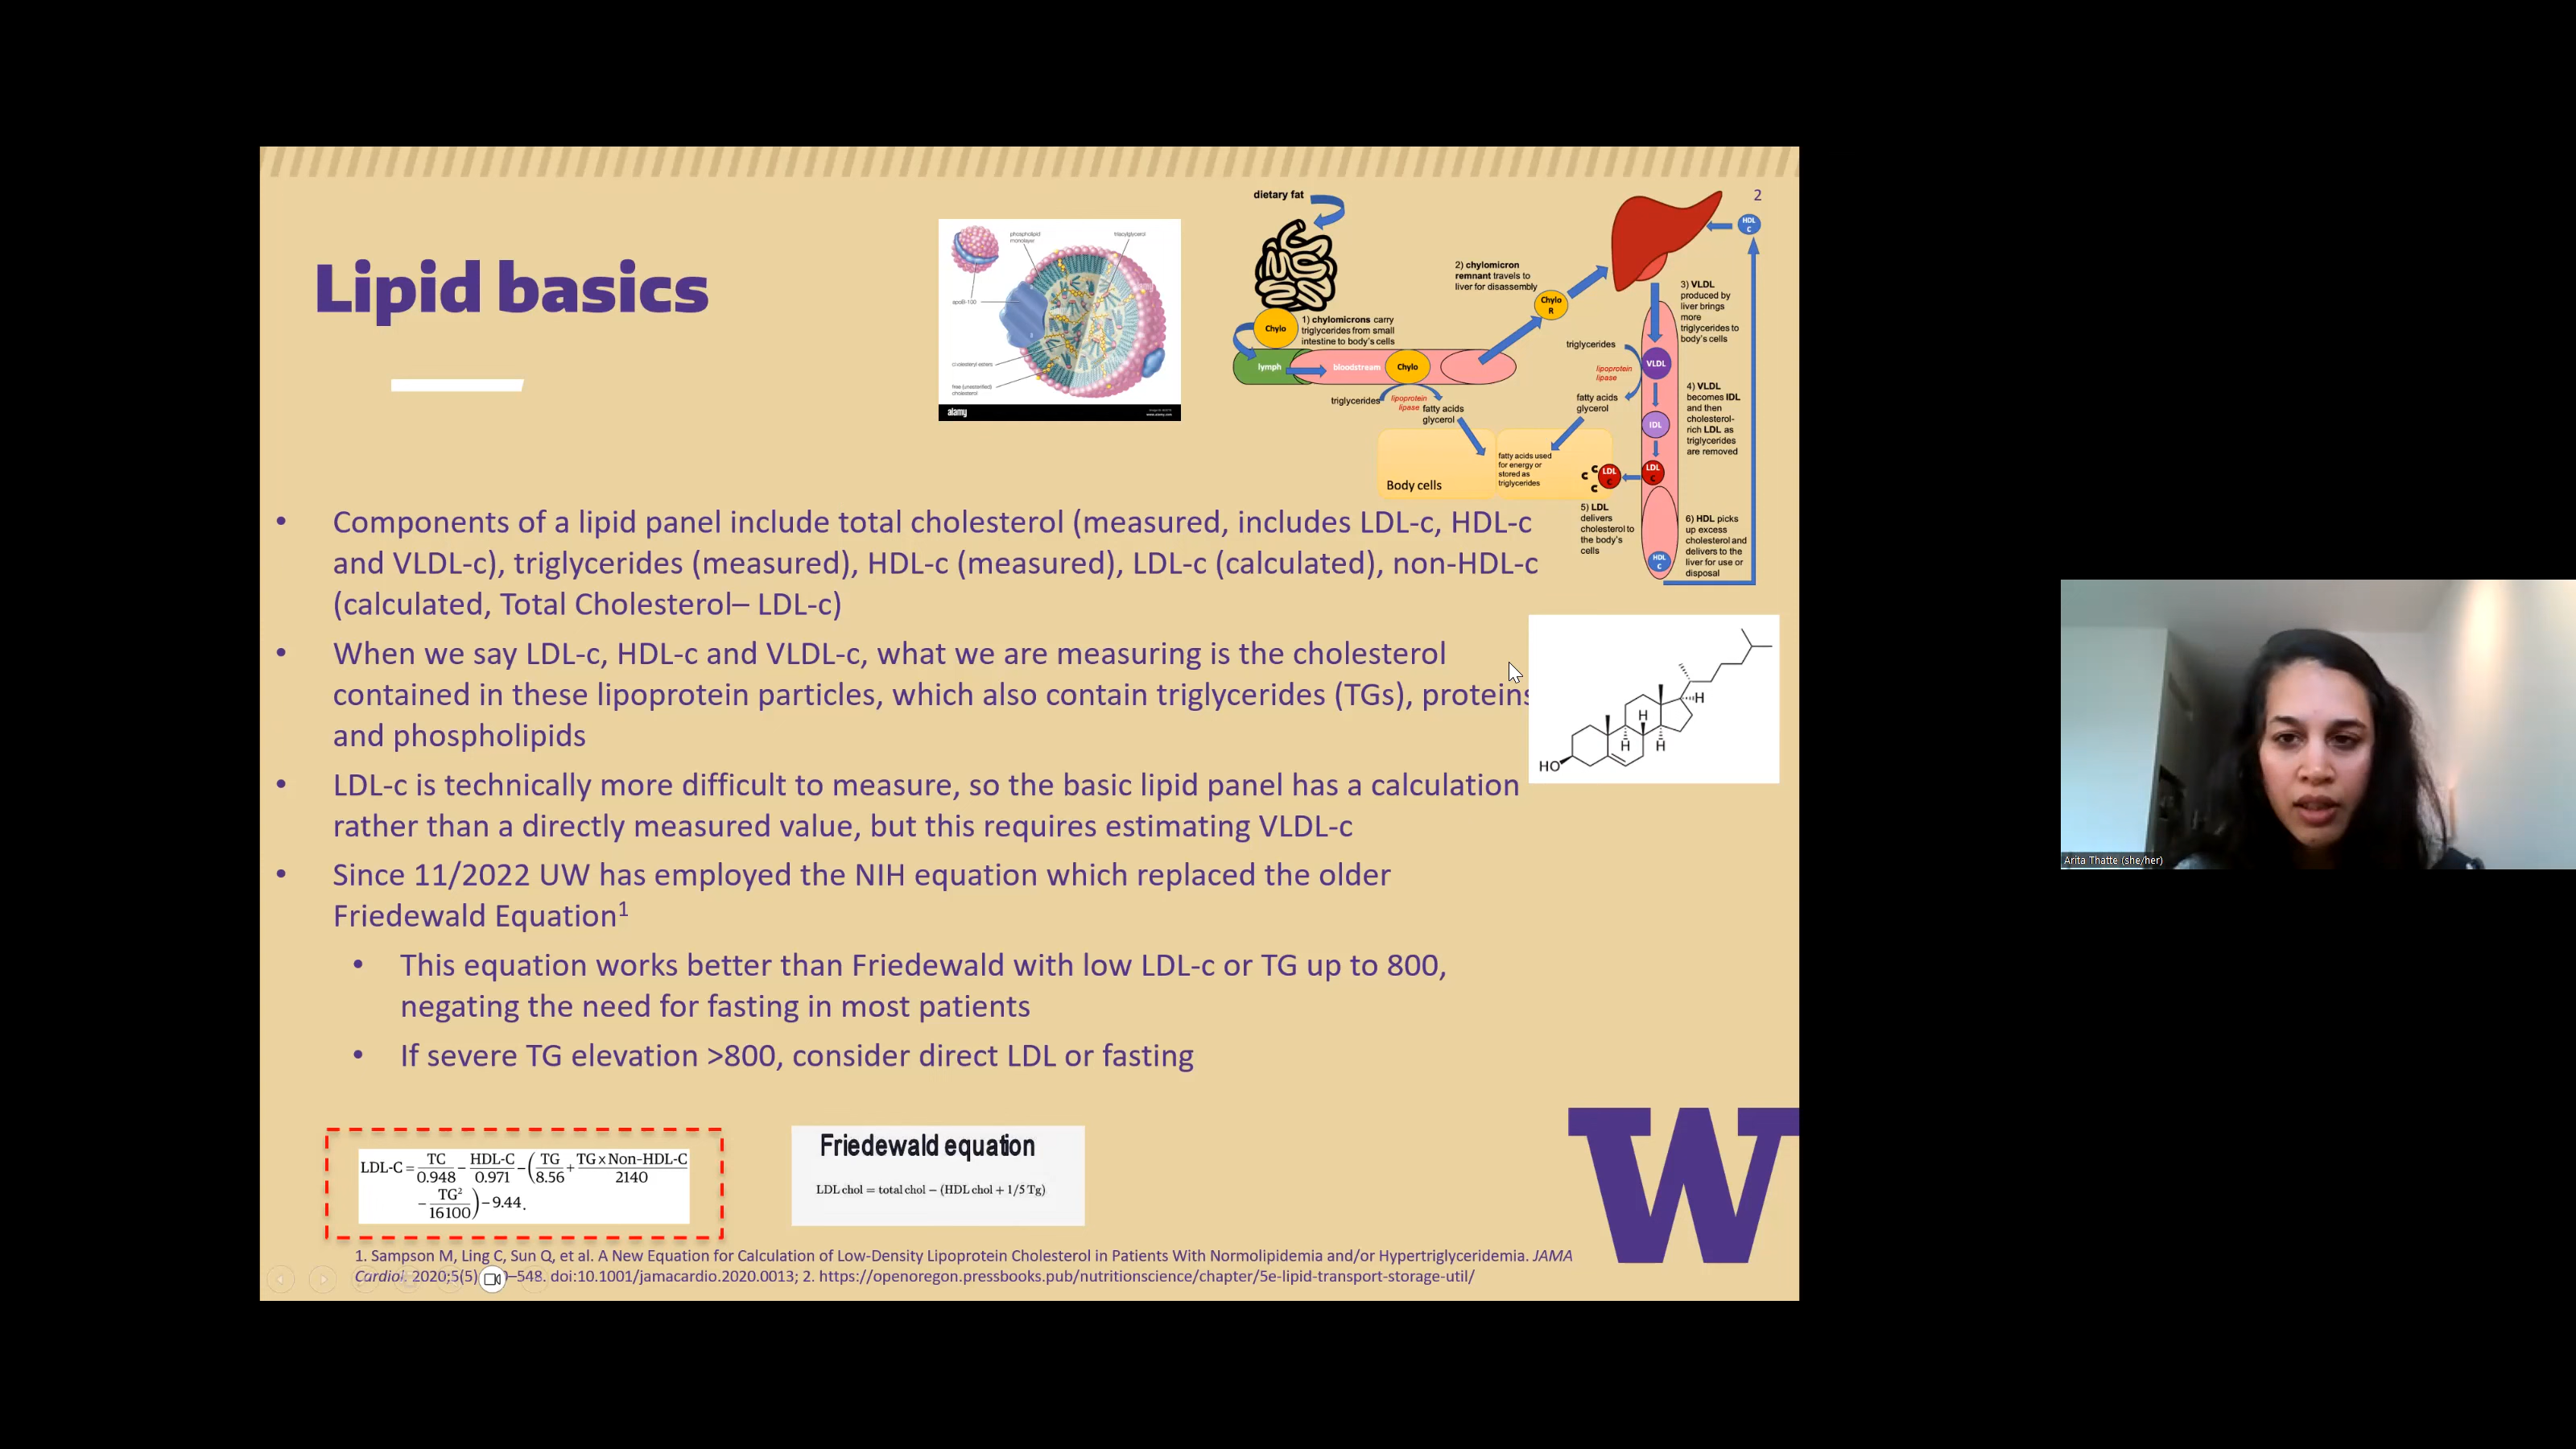 2
Lipid basics
phospholipid
monolayer
triacylglycerol
apoB-100
cholesteryl esters
free (unesterified)
cholesterol
alamy
dietary fat
Chylo
1) chylomicrons carry
triglycerides from small
intestine to body's cells
lymph
bloodstream
Chylo
triglycerides
lipoprotein
lipase
fatty acids
glycerol
2) chylomicron
remnant travels to
liver for disassembly
Chylo
R
HDL
C
3) VLDL
produced by
liver brings
more
triglycerides to
body's cells
triglycerides
lipoprotein
lipase
VLDL
fatty acids
glycerol
IDL
4) VLDL
becomes IDL
and then
cholesterol-
rich LDL as
triglycerides
are removed
Body cells
fatty acids used
for energy or
stored as
triglycerides
C
C
C
LDL
C
LDL
C
5) LDL
delivers
cholesterol to
the body's
cells
6) HDL picks
up excess
cholesterol and
delivers to the
liver for use or
disposal
HDL
C
• Components of a lipid panel include total cholesterol (measured, includes LDL-c, HDL-c
and VLDL-c), triglycerides (measured), HDL-c (measured), LDL-c (calculated), non-HDL-c
(calculated, Total Cholesterol– LDL-c)
• When we say LDL-c, HDL-c and VLDL-c, what we are measuring is the cholesterol
contained in these lipoprotein particles, which also contain triglycerides (TGs), proteins
and phospholipids
• LDL-c is technically more difficult to measure, so the basic lipid panel has a calculation
rather than a directly measured value, but this requires estimating VLDL-c
• Since 11/2022 UW has employed the NIH equation which replaced the older
Friedewald Equation¹
• This equation works better than Friedewald with low LDL-c or TG up to 800,
negating the need for fasting in most patients
• If severe TG elevation >800, consider direct LDL or fasting
H
H
H
H
HO
Arita Thatte (she/her)
LDL-C = TC/0.948 – HDL-C/0.971 – (TG/8.56 + TG x Non-HDL-C/2140
– TG²/16100) – 9.44.
Friedewald equation
LDL chol = total chol – (HDL chol + 1/5 Tg)
W
1. Sampson M, Ling C, Sun Q, et al. A New Equation for Calculation of Low-Density Lipoprotein Cholesterol in Patients With Normolipidemia and/or Hypertriglyceridemia. JAMA
Cardiol. 2020;5(5) –548. doi:10.1001/jamacardio.2020.0013; 2. https://openoregon.pressbooks.pub/nutritionscience/chapter/5e-lipid-transport-storage-util/